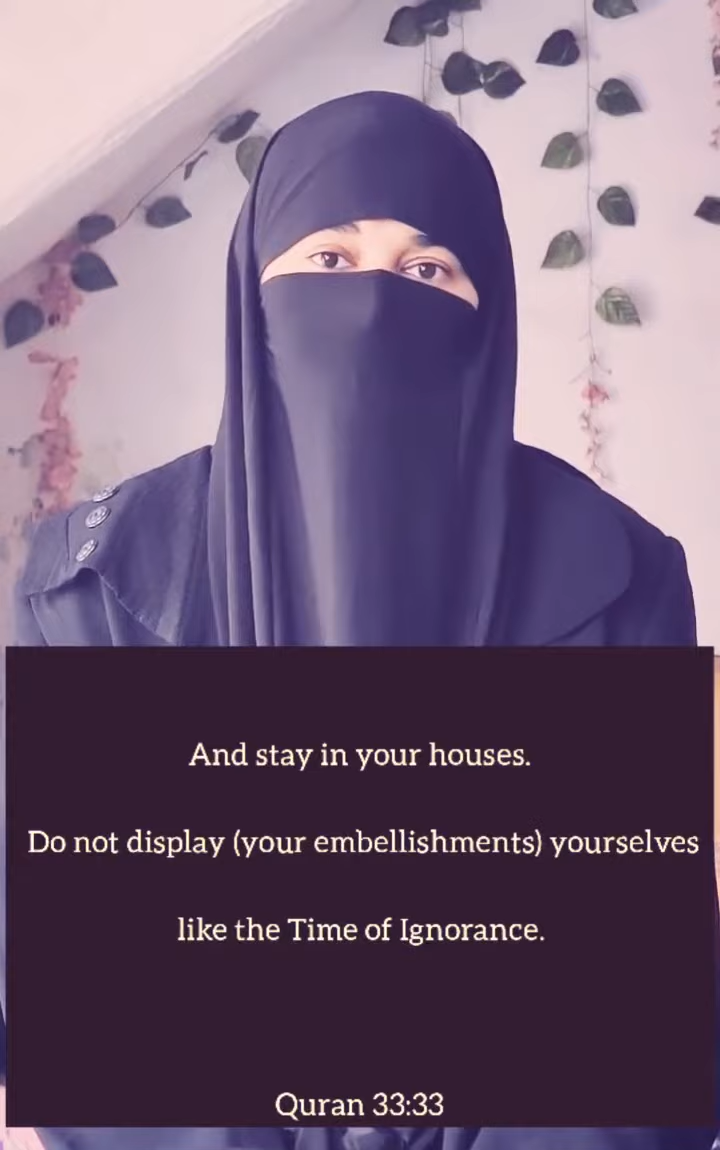 And stay in your houses.
Do not display (your embellishments) yourselves
like the Time of Ignorance.
Quran 33:33